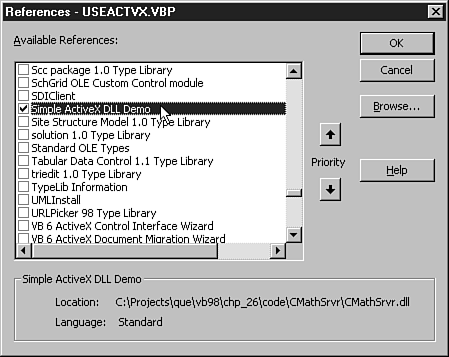 References - USEACTVX.VBP
Available References:
OK
Scc package 1.0 Type Library
SchGrid OLE Custom Control module
Cancel
SDIClient
Simple ActiveX DLL Demo
Browse...
Site Structure Model 1.0 Type Library
solution 1.0 Type Library
Standard OLE Types
Tabular Data Control 1.1 Type Library
Priority
triedit 1.0 Type Library
Help
TypeLib Information
UMLInstall
URLPicker 98 Type Library
VB 6 ActiveX Control Interface Wizard
VB 6 ActiveX Document Migration Wizard
Simple ActiveX DLL Demo
Location: C:\Projects\que\vb98\chp_26\code\CMathSrvr\CMathSrvr.dll
Language: Standard